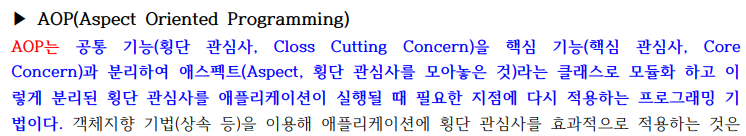 ▶ AOP(Aspect Oriented Programming)
AOP는 공통 기능(횡단 관심사, Closs Cutting Concern)을 핵심 기능(핵심 관심사, Core
Concern)과 분리하여 애스펙트(Aspect, 횡단 관심사를 모아놓은 것)라는 클래스로 모듈화 하고 이
렇게 분리된 횡단 관심사를 애플리케이션이 실행될 때 필요한 지점에 다시 적용하는 프로그래밍 기
법이다. 객체지향 기법(상속 등)을 이용해 애플리케이션에 횡단 관심사를 효과적으로 적용하는 것은